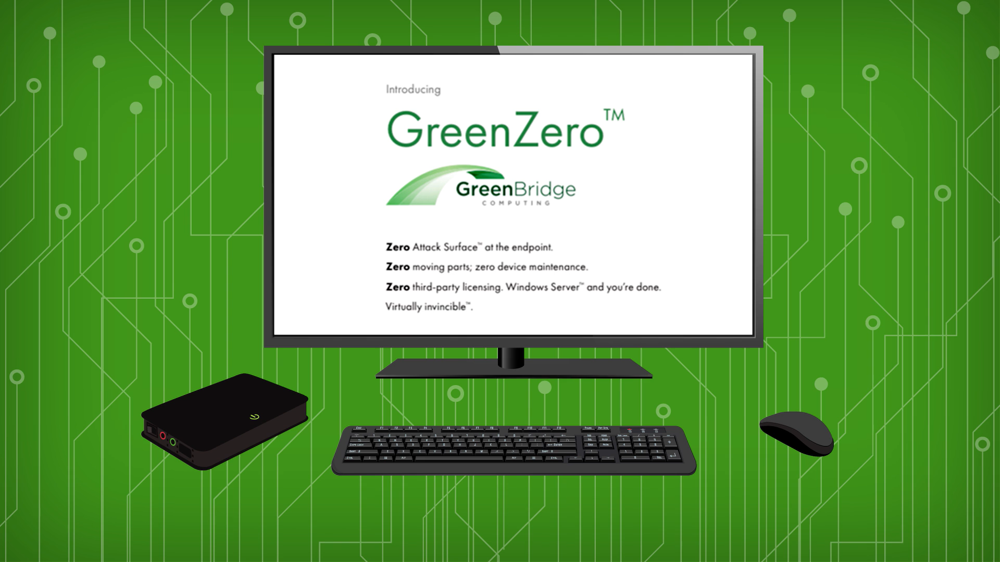 Introducing
GreenZero™
GreenBridge
COMPUTING
Zero Attack Surface™ at the endpoint.
Zero moving parts; zero device maintenance.
Zero third-party licensing. Windows Server™ and you're done.
Virtually invincible™.